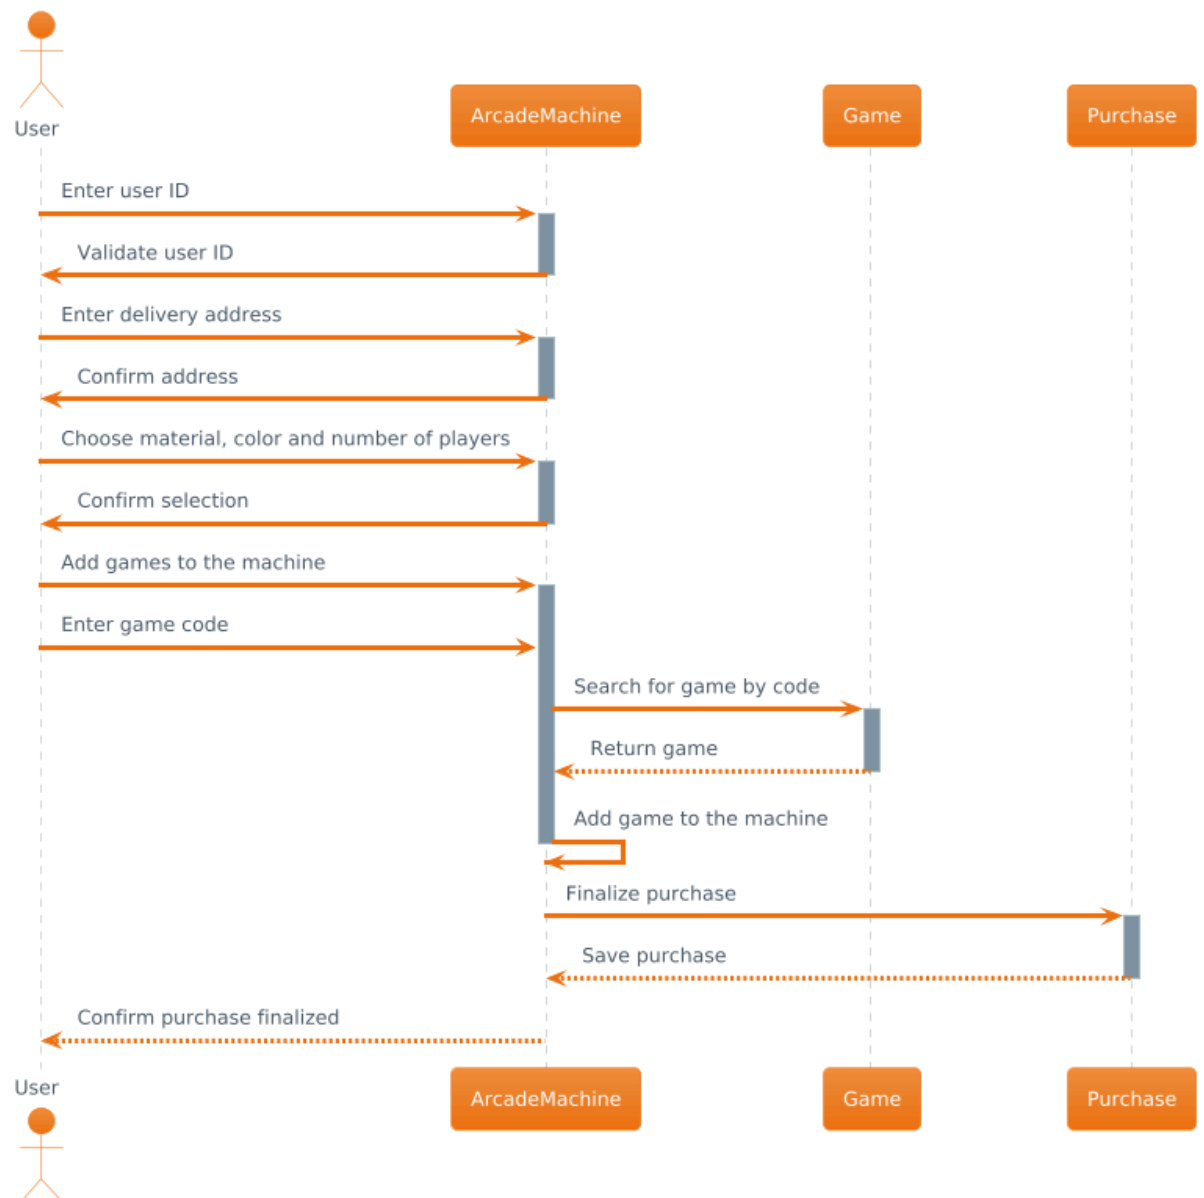 User
ArcadeMachine
Game
Purchase
Enter user ID
Validate user ID
Enter delivery address
Confirm address
Choose material, color and number of players
Confirm selection
Add games to the machine
Enter game code
Search for game by code
Return game
Add game to the machine
Finalize purchase
Save purchase
Confirm purchase finalized
User
ArcadeMachine
Game
Purchase